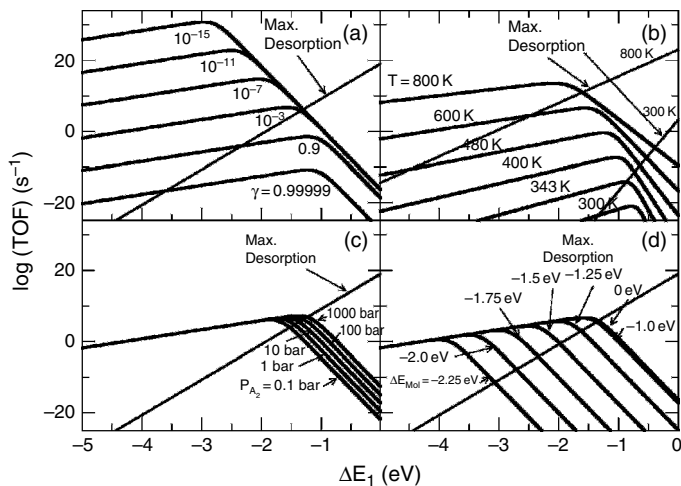 log (TOF) (s⁻¹)
20
0
−20
20
0
−20
(a)
Max.
Desorption
10⁻¹⁵
10⁻¹¹
10⁻⁷
10⁻³
0.9
γ = 0.99999
(b)
Max.
Desorption
800 K
T = 800 K
300 K
600 K
480 K
400 K
343 K
300 K
(c)
Max.
Desorption
1000 bar
100 bar
10 bar
1 bar
P_A₂ = 0.1 bar
(d)
Max.
Desorption
−1.25 eV
−1.5 eV
0 eV
−1.75 eV
−1.0 eV
−2.0 eV
ΔE_Mol = −2.25 eV
−5 −4 −3 −2 −1 −4 −3 −2 −1 0
ΔE₁ (eV)